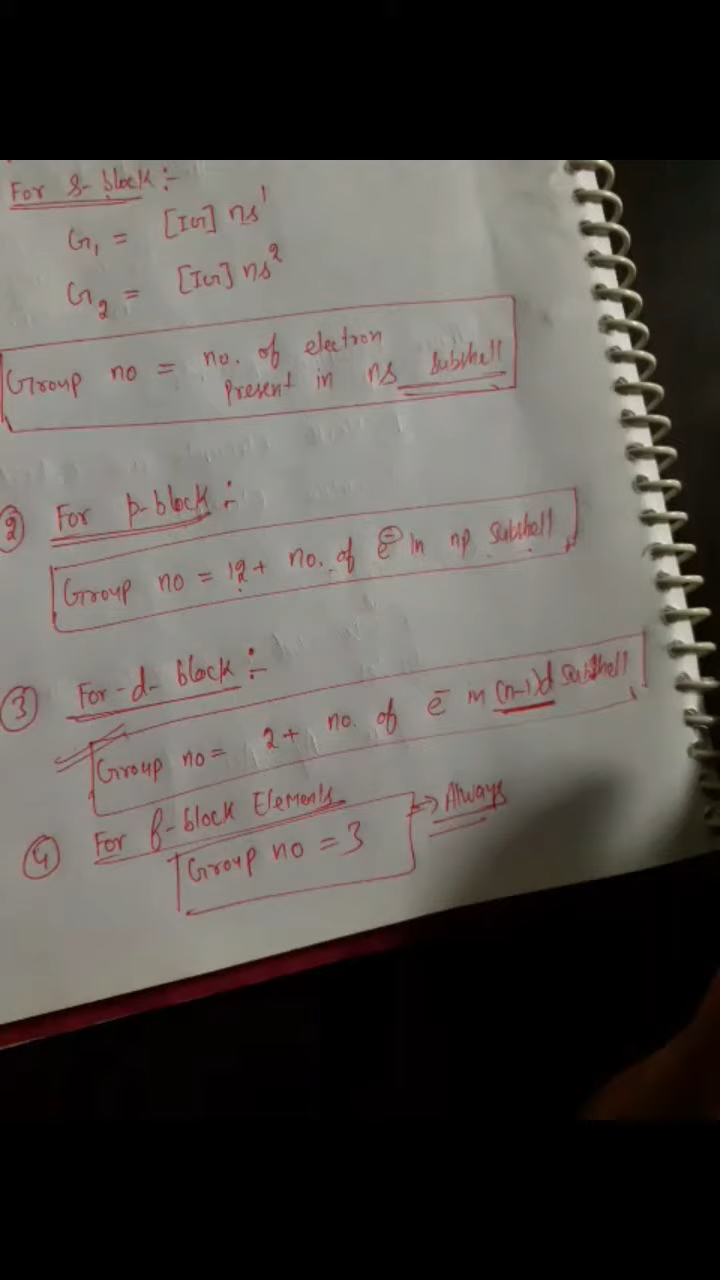 For s-block :-
G₁ = [IG] ns¹
G₂ = [IG] ns²
Group no = no. of electron
present in ns subshell
② For p-block :-
Group no = 12 + no. of e⁻ in np subshell
③ For -d- block :-
Group no = 2 + no. of e⁻ in (n-1)d subshell
④ For f-block Elements
Group no = 3 => Always